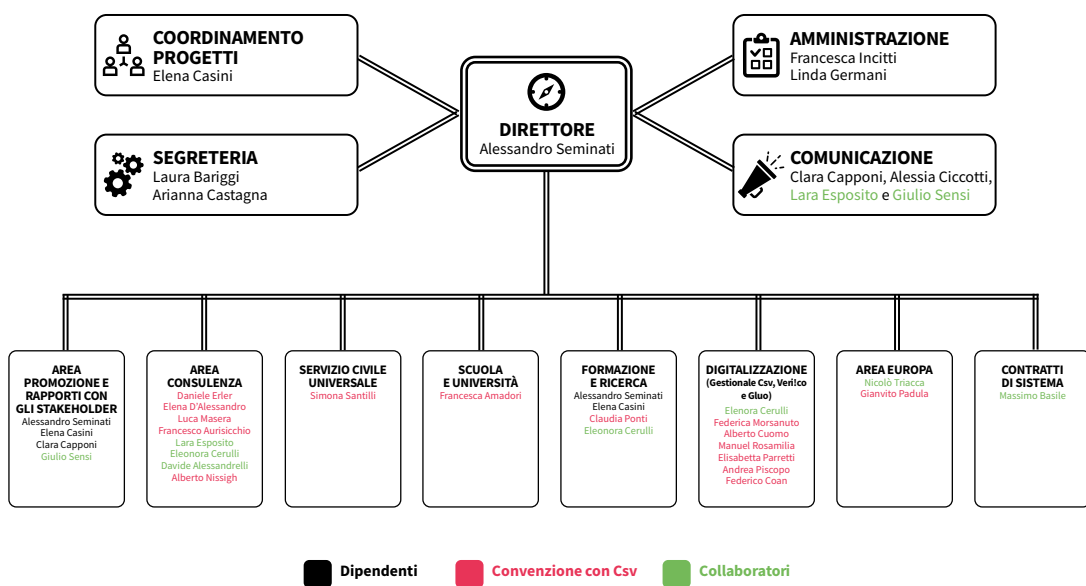 COORDINAMENTO
PROGETTI
Elena Casini
AMMINISTRAZIONE
Francesca Incitti
Linda Germani
DIRETTORE
Alessandro Seminati
SEGRETERIA
Laura Bariggi
Arianna Castagna
COMUNICAZIONE
Clara Capponi, Alessia Ciccotti,
Lara Esposito e Giulio Sensi
AREA
PROMOZIONE E
RAPPORTI CON
GLI STAKEHOLDER
Alessandro Seminati
Elena Casini
Clara Capponi
Giulio Sensi
AREA
CONSULENZA
Daniele Erler
Elena D'Alessandro
Luca Masera
Francesco Aurisicchio
Lara Esposito
Eleonora Cerulli
Davide Alessandrelli
Alberto Nissigh
SERVIZIO CIVILE
UNIVERSALE
Simona Santilli
SCUOLA
E UNIVERSITÀ
Francesca Amadori
FORMAZIONE
E RICERCA
Alessandro Seminati
Elena Casini
Claudia Ponti
Eleonora Cerulli
DIGITALIZZAZIONE
(Gestionale Csv, Veri!co
e Gluo)
Elenora Cerulli
Federica Morsanuto
Alberto Cuomo
Manuel Rosamilia
Elisabetta Parretti
Andrea Piscopo
Federico Coan
AREA EUROPA
Nicolò Triacca
Gianvito Padula
CONTRATTI
DI SISTEMA
Massimo Basile
Dipendenti
Convenzione con Csv
Collaboratori